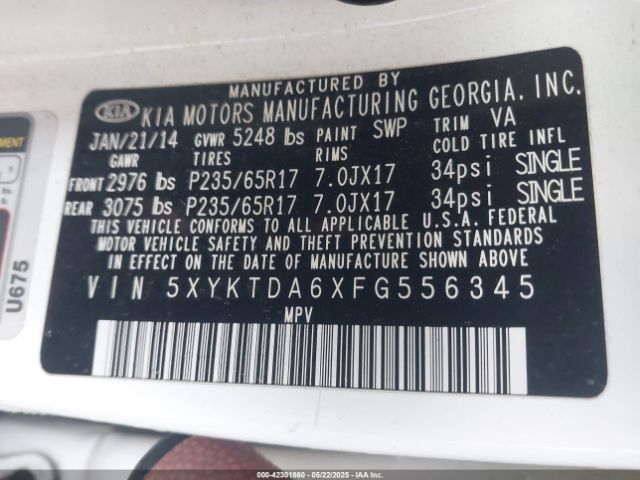 MANUFACTURED BY
KIA KIA MOTORS MANUFACTURING GEORGIA, INC.
JAN/21/14 GVWR 5248 lbs PAINT SWP TRIM VA
GAWR TIRES RIMS COLD TIRE INFL
FRONT 2976 lbs P235/65R17 7.0JX17 34psi SINGLE
REAR 3075 lbs P235/65R17 7.0JX17 34psi SINGLE
THIS VEHICLE CONFORMS TO ALL APPLICABLE U.S.A. FEDERAL
MOTOR VEHICLE SAFETY AND THEFT PREVENTION STANDARDS
IN EFFECT ON THE DATE OF MANUFACTURE SHOWN ABOVE
VIN 5XYKTDA6XFG556345
MPV
U675
000-42301860 - 05/22/2025 - IAAI.COM